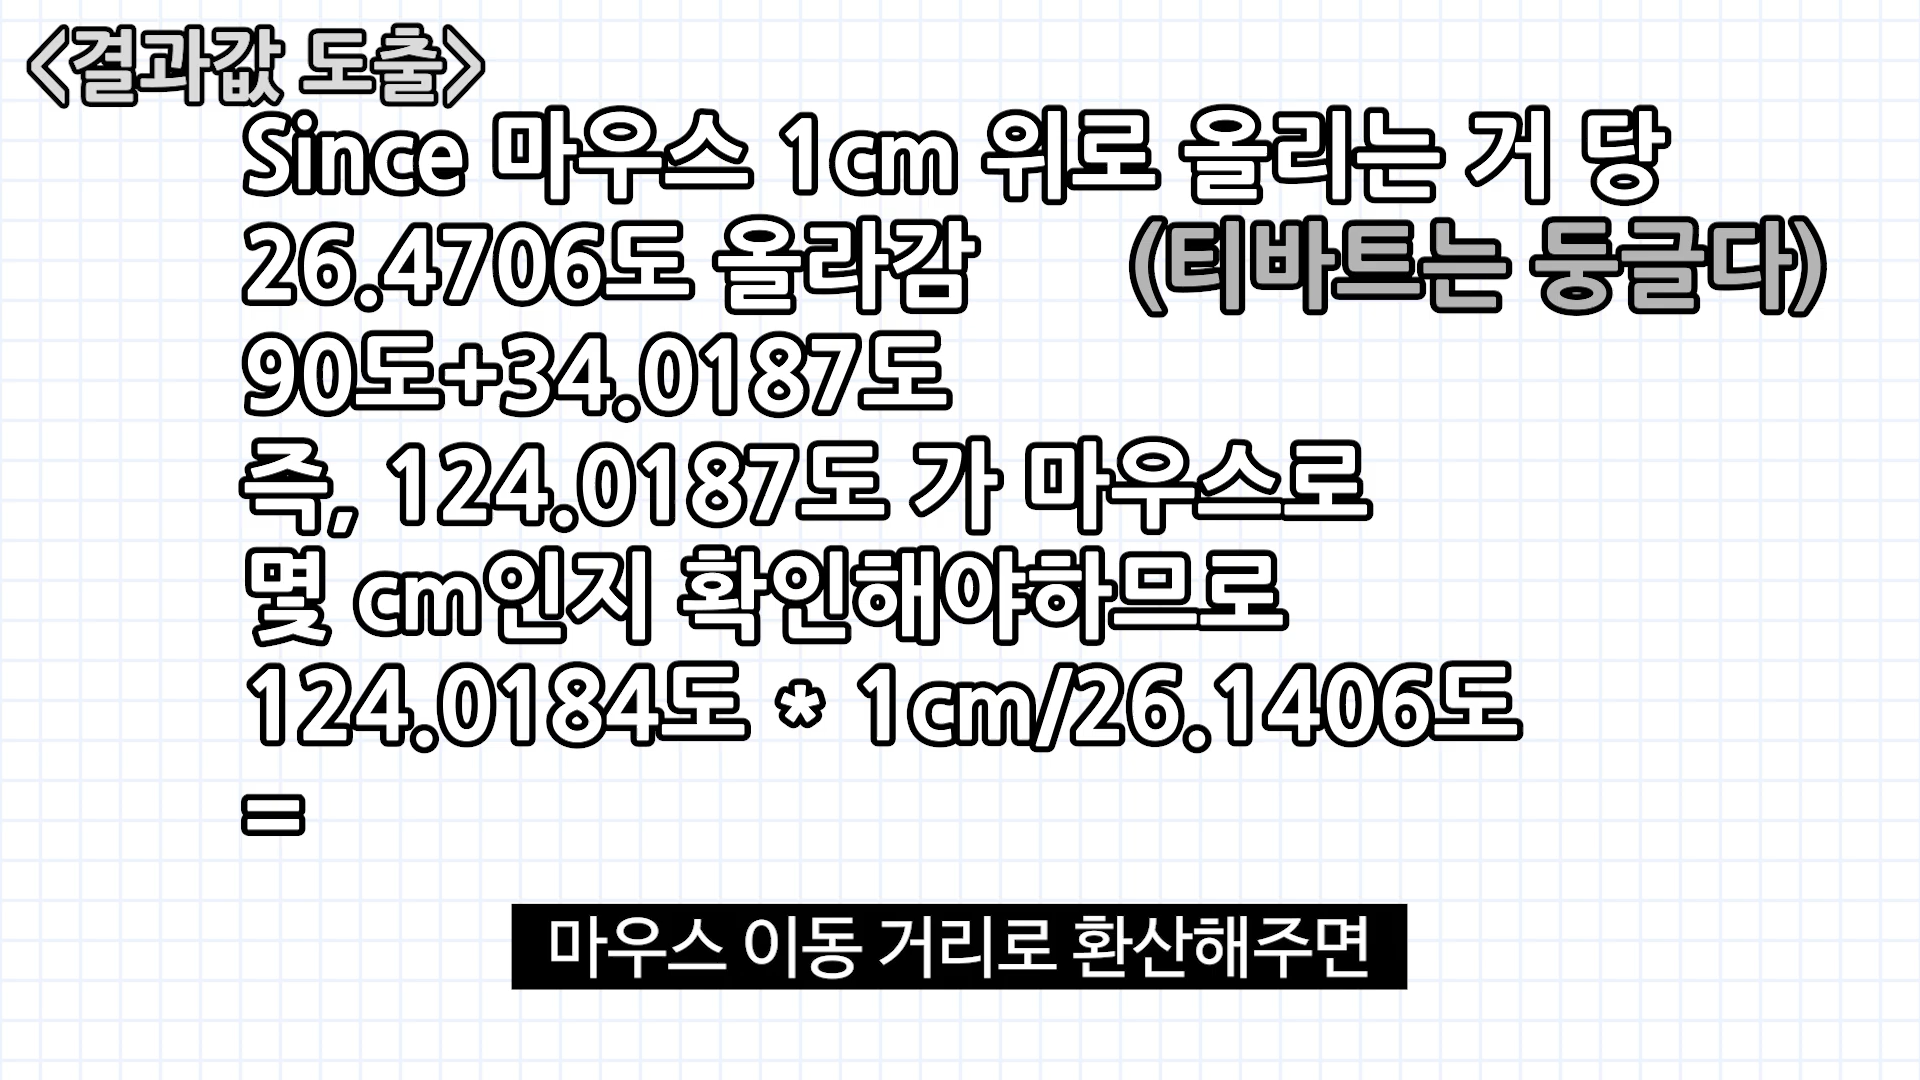 <결과값 도출>
Since 마우스 1cm 위로 올리는 거 당
26.4706도 올라감 (티바트는 둥글다)
90도+34.0187도
즉, 124.0187도 가 마우스로
몇 cm인지 확인해야하므로
124.0184도 * 1cm/26.1406도
=
마우스 이동 거리로 환산해주면